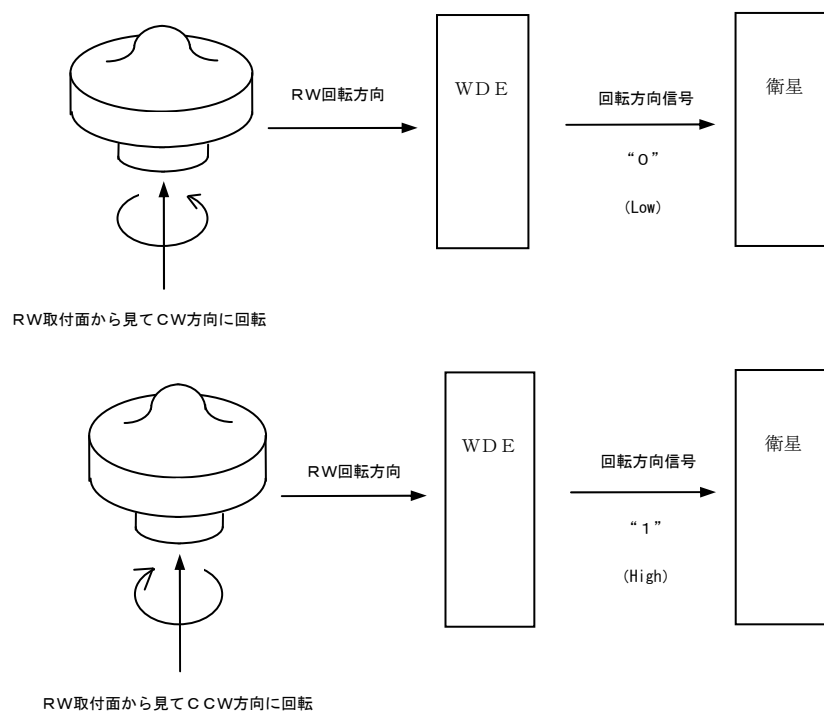 RW回転方向
WDE
回転方向信号
“0”
(Low)
衛星
RW取付面から見てCW方向に回転
RW回転方向
WDE
回転方向信号
“1”
(High)
衛星
RW取付面から見てCCW方向に回転